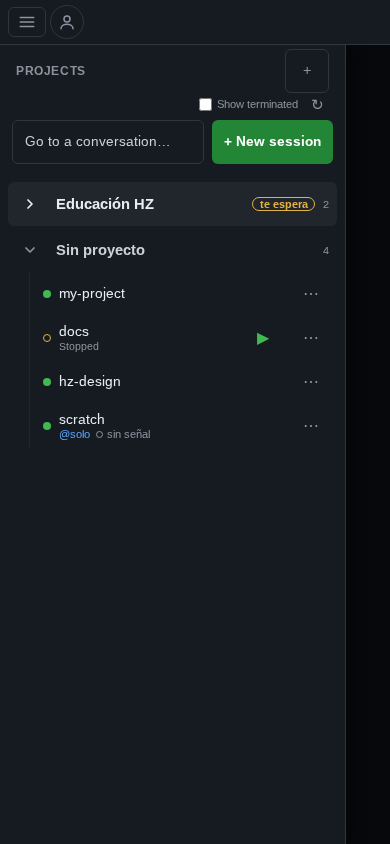 PROJECTS
+
Show terminated ↻
Go to a conversation…
+ New session
Educación HZ te espera 2
Sin proyecto 4
my-project ⋯
docs ▶ ⋯
Stopped
hz-design ⋯
scratch ⋯
@solo sin señal